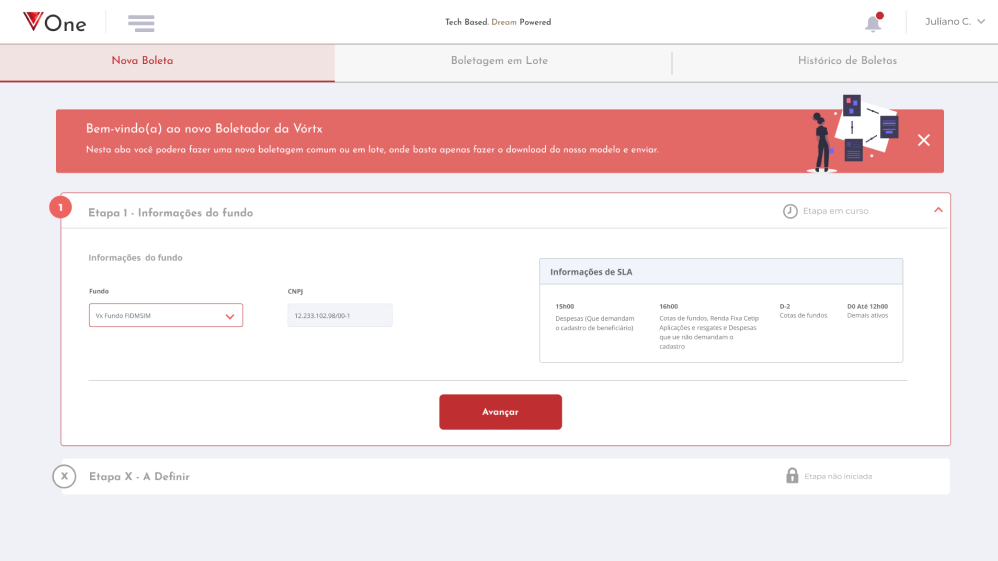 One
Tech Based. Dream Powered
Juliano C.
Nova Boleta
Boletagem em Lote
Histórico de Boletas
Bem-vindo(a) ao novo Boletador da Vórtx
Nesta aba você podera fazer uma nova boletagem comum ou em lote, onde basta apenas fazer o download do nosso modelo e enviar.
1
Etapa 1 - Informações do fundo
Etapa em curso
Informações do fundo
Fundo
CNPJ
Vx Fundo FIDMSIM
12.233.102.98/00-1
Informações de SLA
15h00
Despesas (Que demandam
o cadastro de beneficiário)
16h00
Cotas de fundos, Renda Fixa Cetip
Aplicações e resgates e Despesas
que ue não demandam o
cadastro
D-2
Cotas de fundos
D0 Até 12h00
Demais ativos
Avançar
X
Etapa X - A Definir
Etapa não iniciada